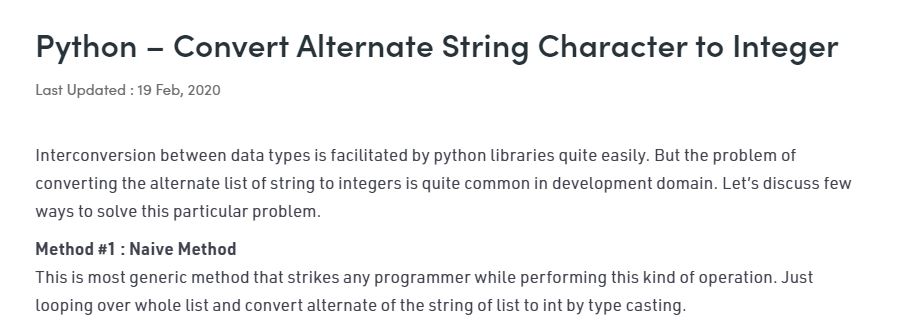 Python – Convert Alternate String Character to Integer
Last Updated : 19 Feb, 2020
Interconversion between data types is facilitated by python libraries quite easily. But the problem of
converting the alternate list of string to integers is quite common in development domain. Let’s discuss few
ways to solve this particular problem.
Method #1 : Naive Method
This is most generic method that strikes any programmer while performing this kind of operation. Just
looping over whole list and convert alternate of the string of list to int by type casting.